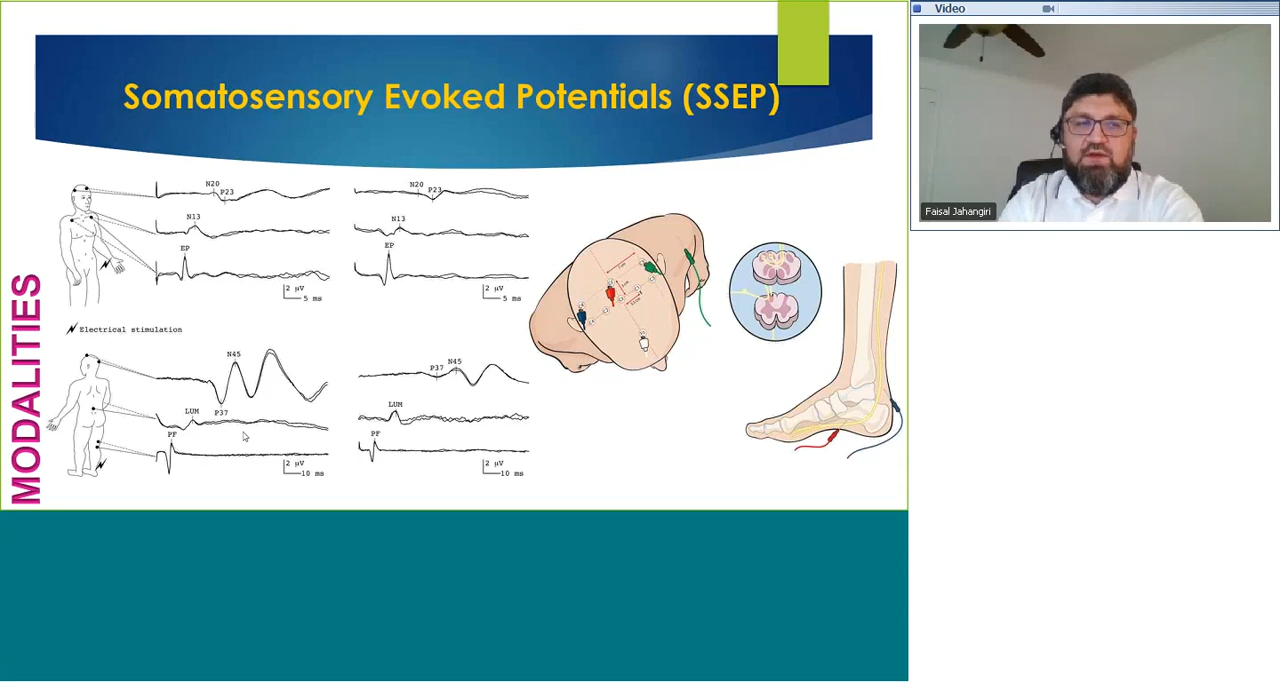 Somatosensory Evoked Potentials (SSEP)
MODALITIES
N20
P23
N20
P23
N13
N13
EP
EP
2 μV
5 ms
2 μV
5 ms
Electrical stimulation
N45
P37
N45
P37
LUM
LUM
PF
PF
2 μV
10 ms
2 μV
10 ms
Video
Faisal Jahangiri